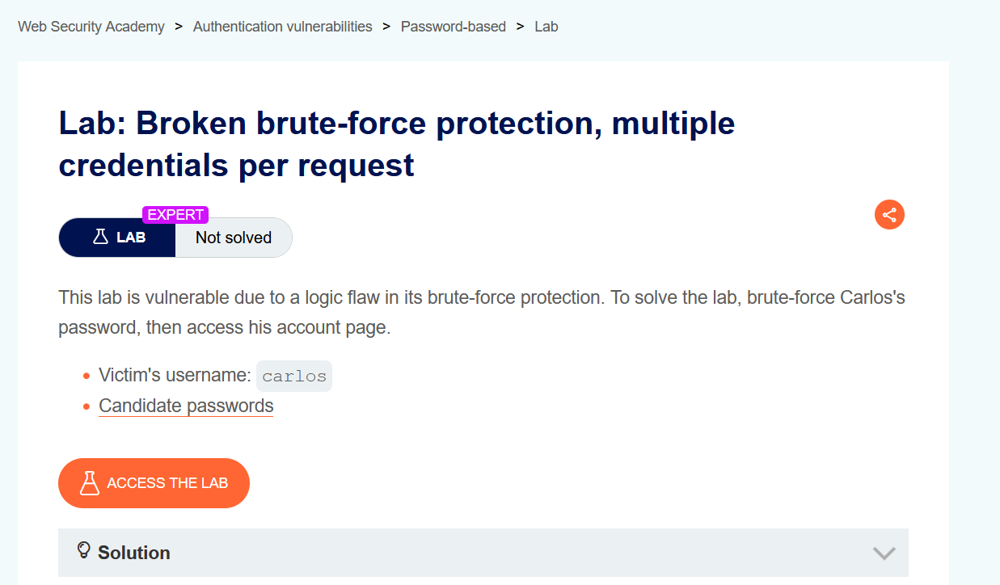 Web Security Academy > Authentication vulnerabilities > Password-based > Lab
Lab: Broken brute-force protection, multiple
credentials per request
EXPERT
LAB Not solved
This lab is vulnerable due to a logic flaw in its brute-force protection. To solve the lab, brute-force Carlos's
password, then access his account page.
• Victim's username: carlos
• Candidate passwords
ACCESS THE LAB
Solution